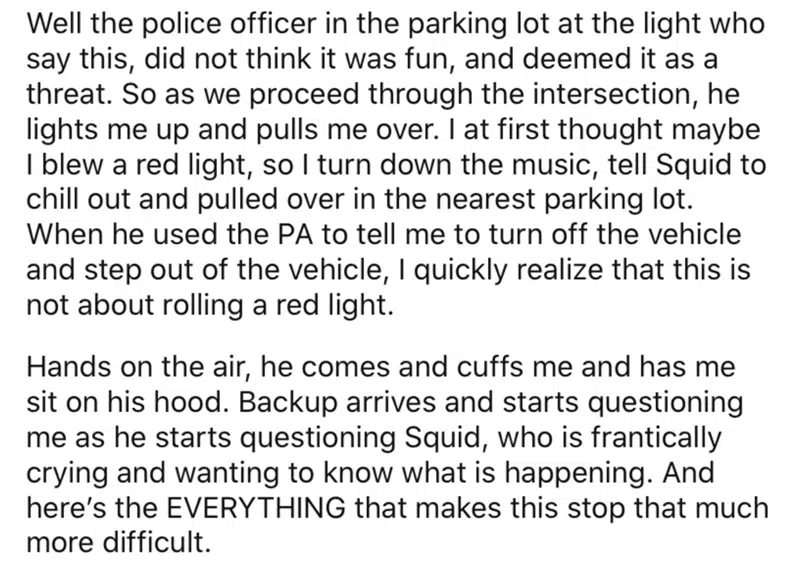 Well the police officer in the parking lot at the light who
say this, did not think it was fun, and deemed it as a
threat. So as we proceed through the intersection, he
lights me up and pulls me over. I at first thought maybe
I blew a red light, so I turn down the music, tell Squid to
chill out and pulled over in the nearest parking lot.
When he used the PA to tell me to turn off the vehicle
and step out of the vehicle, I quickly realize that this is
not about rolling a red light.
Hands on the air, he comes and cuffs me and has me
sit on his hood. Backup arrives and starts questioning
me as he starts questioning Squid, who is frantically
crying and wanting to know what is happening. And
here’s the EVERYTHING that makes this stop that much
more difficult.